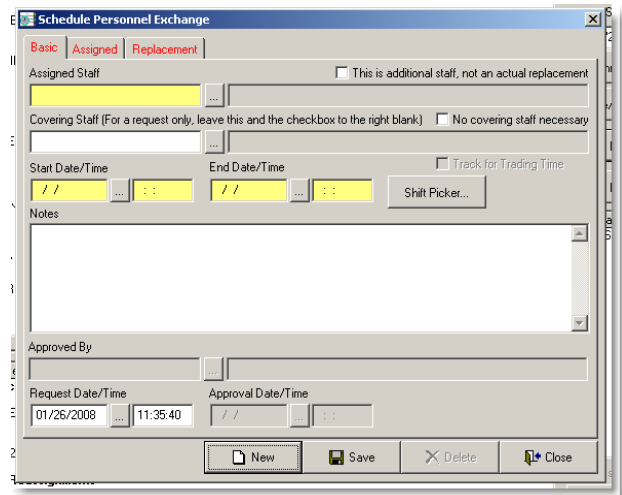 Schedule Personnel Exchange
Basic Assigned Replacement
Assigned Staff This is additional staff, not an actual replacement
...
Covering Staff (For a request only, leave this and the checkbox to the right blank) No covering staff necessary
...
Start Date/Time End Date/Time Track for Trading Time
/ / ... : : / / ... : : Shift Picker...
Notes
Approved By
...
Request Date/Time Approval Date/Time
01/26/2008 ... 11:35:40 / / ... : :
New Save Delete Close